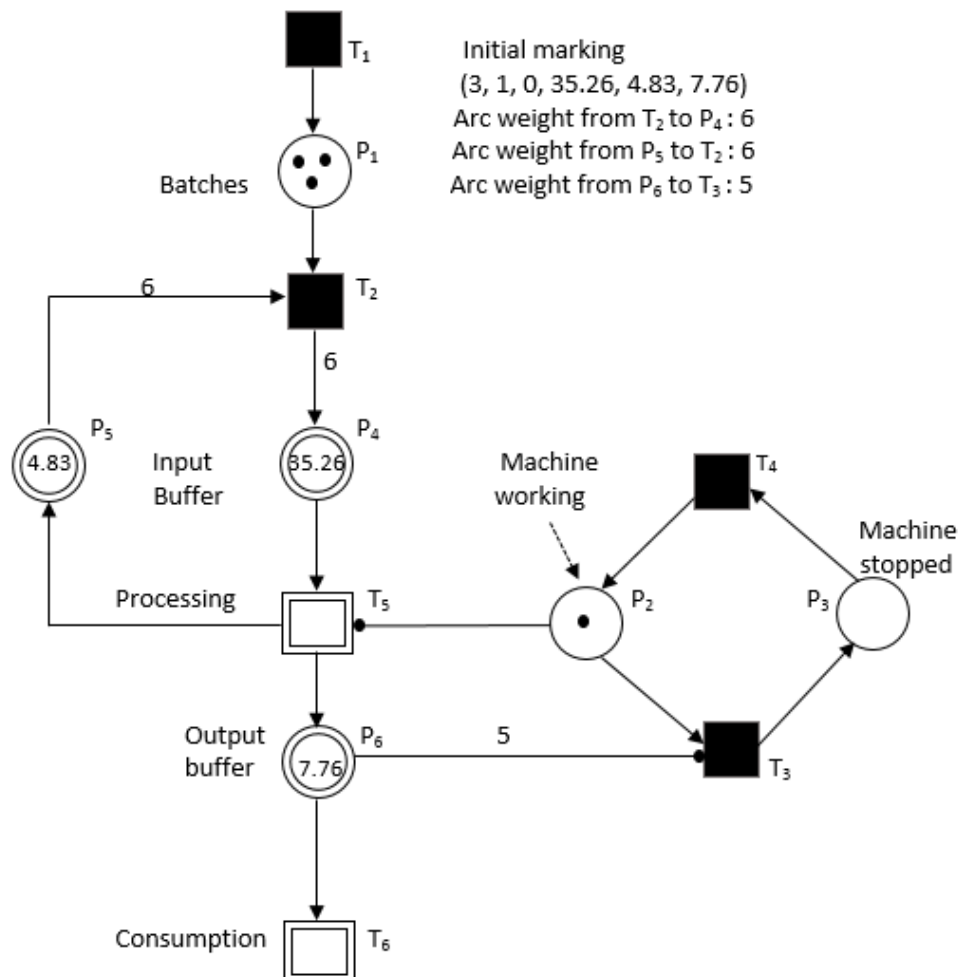 T₁
Initial marking
(3, 1, 0, 35.26, 4.83, 7.76)
Arc weight from T₂ to P₄ : 6
Arc weight from P₅ to T₂ : 6
Arc weight from P₆ to T₃ : 5
P₁
Batches
T₂
6
6
P₅
P₄
4.83
Input
Buffer
35.26
Machine
working
T₄
Machine
stopped
Processing
T₅
P₂
P₃
Output
buffer
P₆
7.76
5
T₃
Consumption
T₆